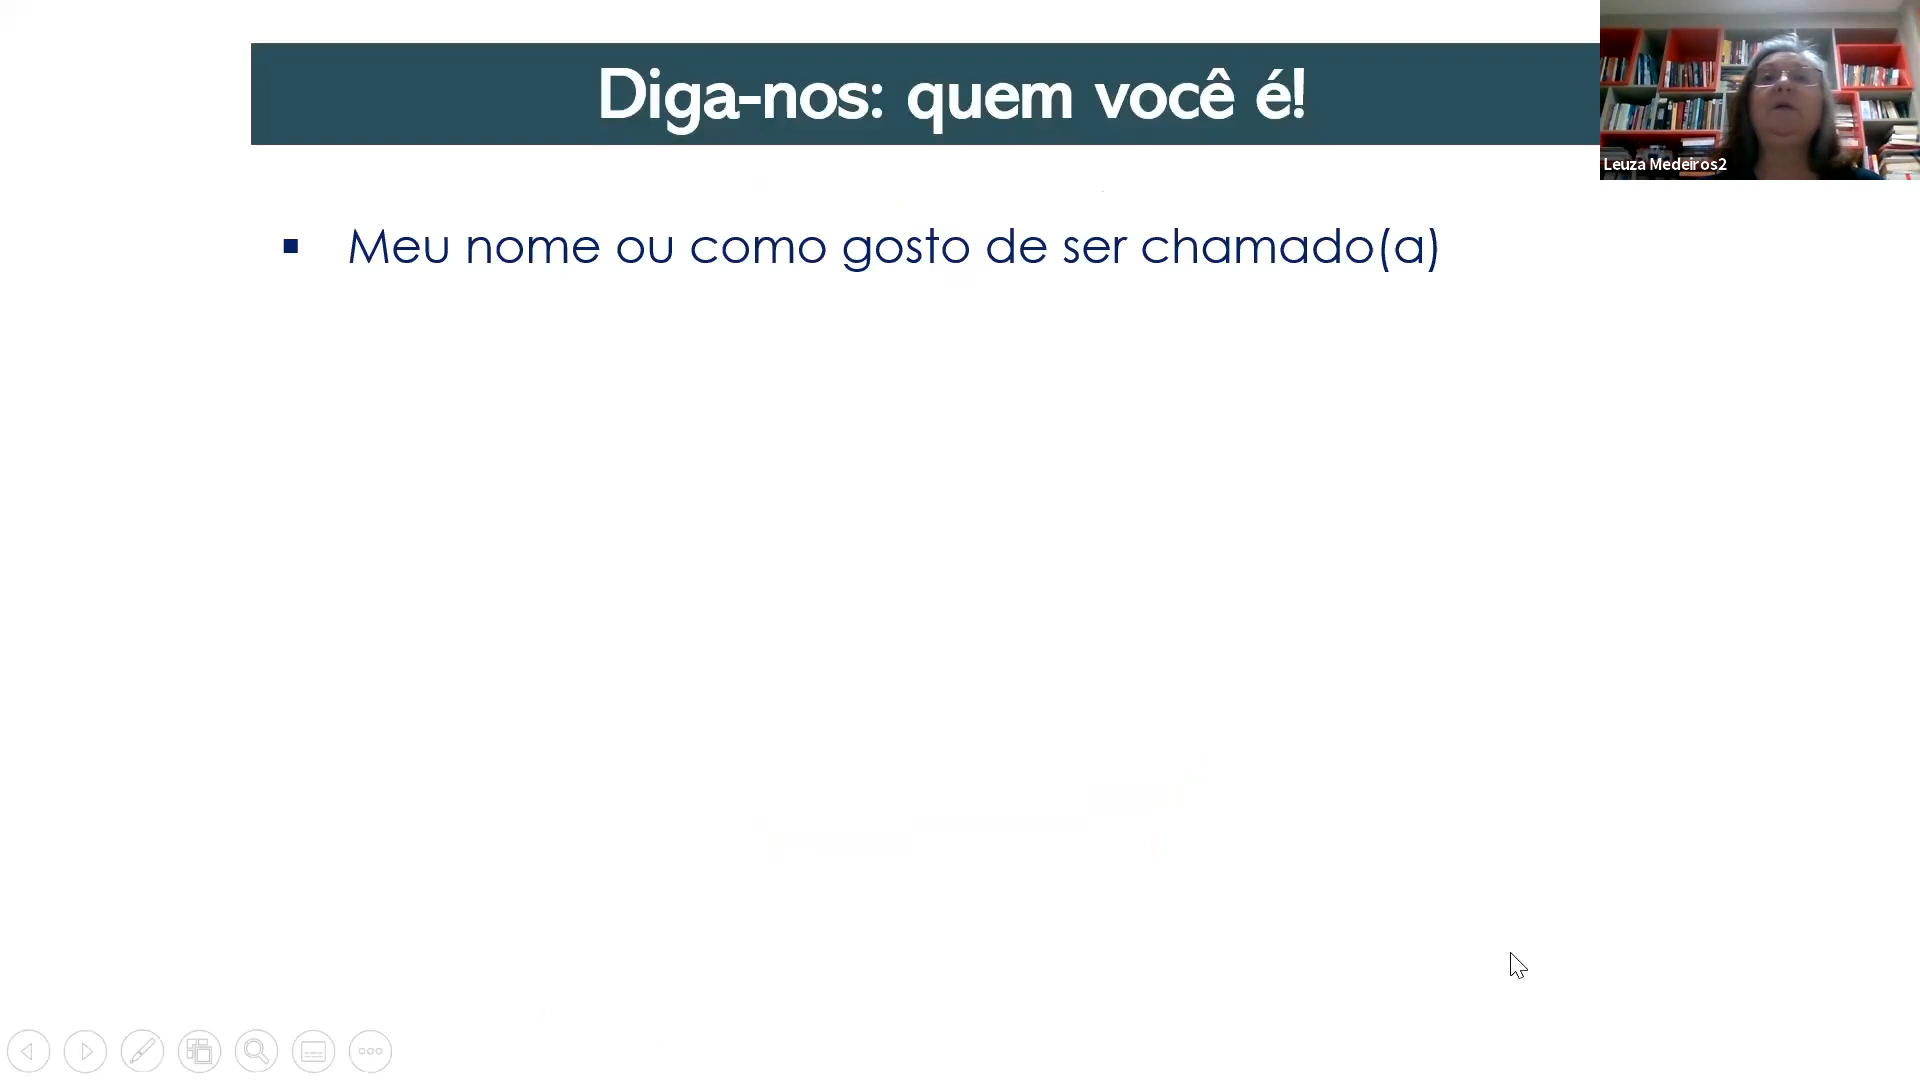 Diga-nos: quem você é!
Leuza Medeiros2
▪ Meu nome ou como gosto de ser chamado(a)